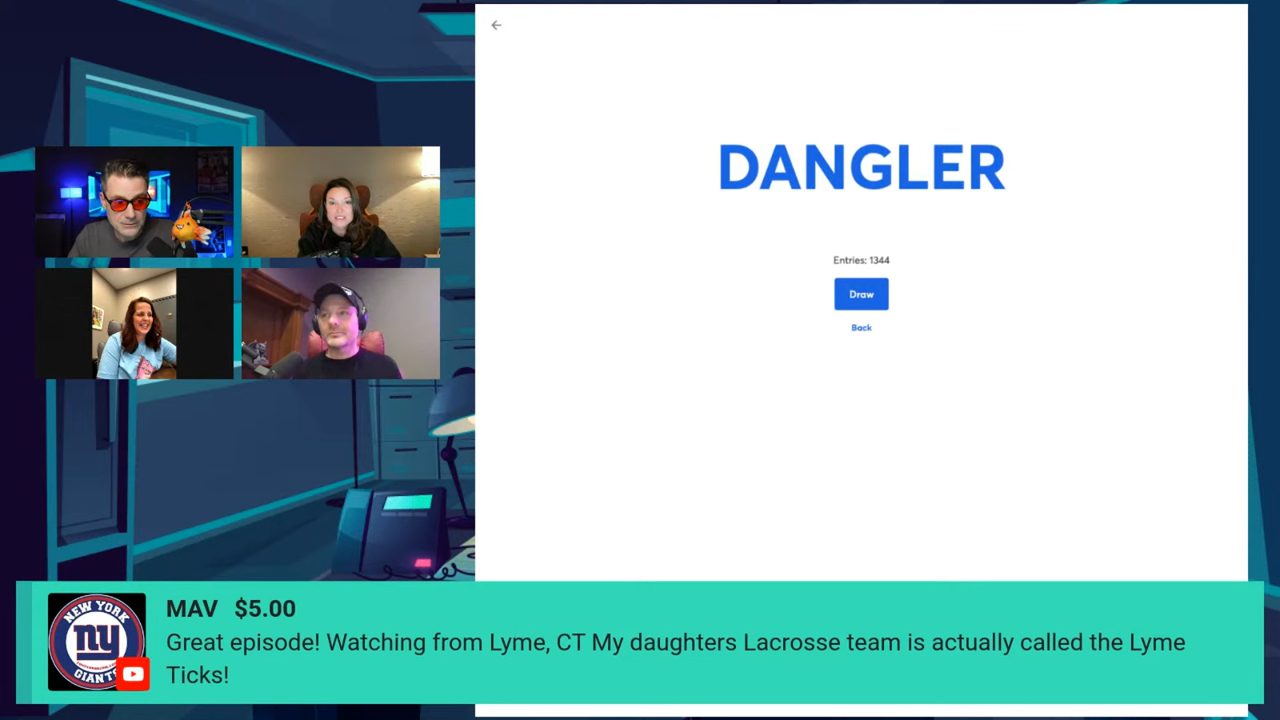 ←
DANGLER
Entries: 1344
Draw
Back
MAV $5.00
Great episode! Watching from Lyme, CT My daughters Lacrosse team is actually called the Lyme
Ticks!
NEW YORK
ny
GIANTS